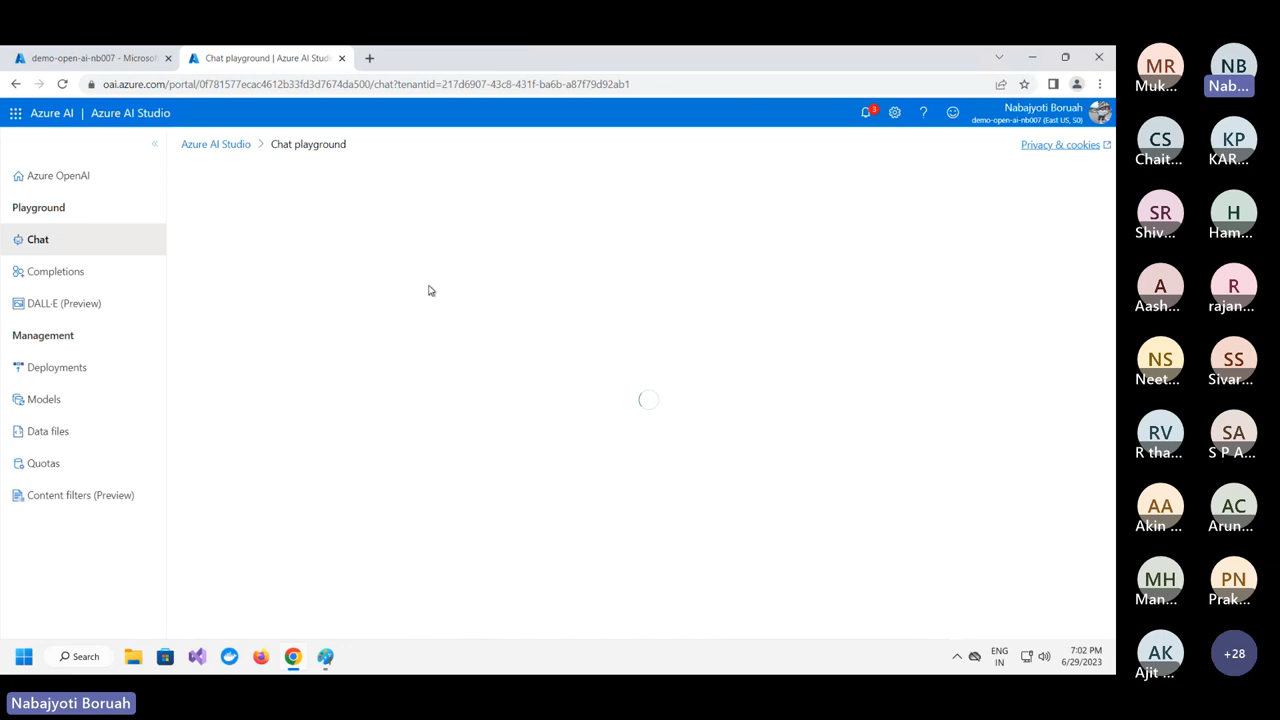 demo-open-ai-nb007 - Microsof
Chat playground | Azure AI Studi
oai.azure.com/portal/0f781577ecac4612b33fd3d7674da500/chat?tenantid=217d6907-43c8-431f-ba6b-a87f79d92ab1
Azure AI | Azure AI Studio
3
Nabajyoti Boruah
demo-open-ai-nb007 (East US, S0)
Azure AI Studio > Chat playground
Privacy & cookies
Azure OpenAI
Playground
Chat
Completions
DALL·E (Preview)
Management
Deployments
Models
Data files
Quotas
Content filters (Preview)
Search
ENG
IN
7:02 PM
6/29/2023
Nabajyoti Boruah
MR
Muk...
NB
Nab...
CS
Chait...
KP
KAR...
SR
Shiv...
H
Ham...
A
Aash...
R
rajan...
NS
Neet...
SS
Sivar...
RV
R tha...
SA
S P A...
AA
Akin ...
AC
Arun...
MH
Man...
PN
Prak...
AK
Ajit ...
+28